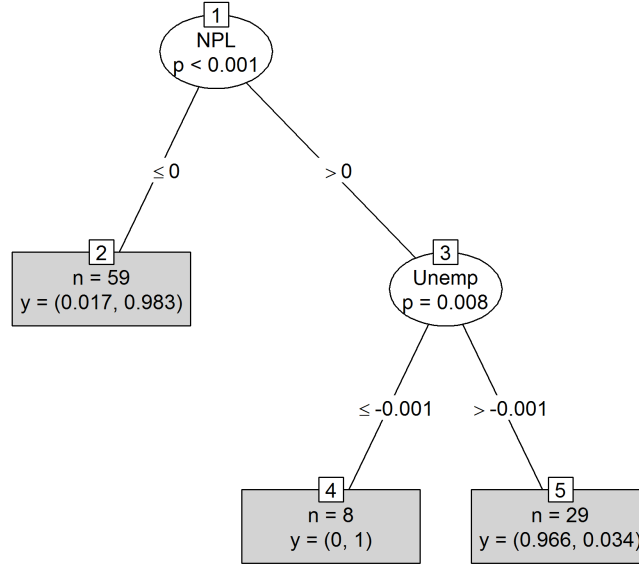 1
NPL
p < 0.001
≤ 0
> 0
2
n = 59
y = (0.017, 0.983)
3
Unemp
p = 0.008
≤ -0.001
> -0.001
4
n = 8
y = (0, 1)
5
n = 29
y = (0.966, 0.034)